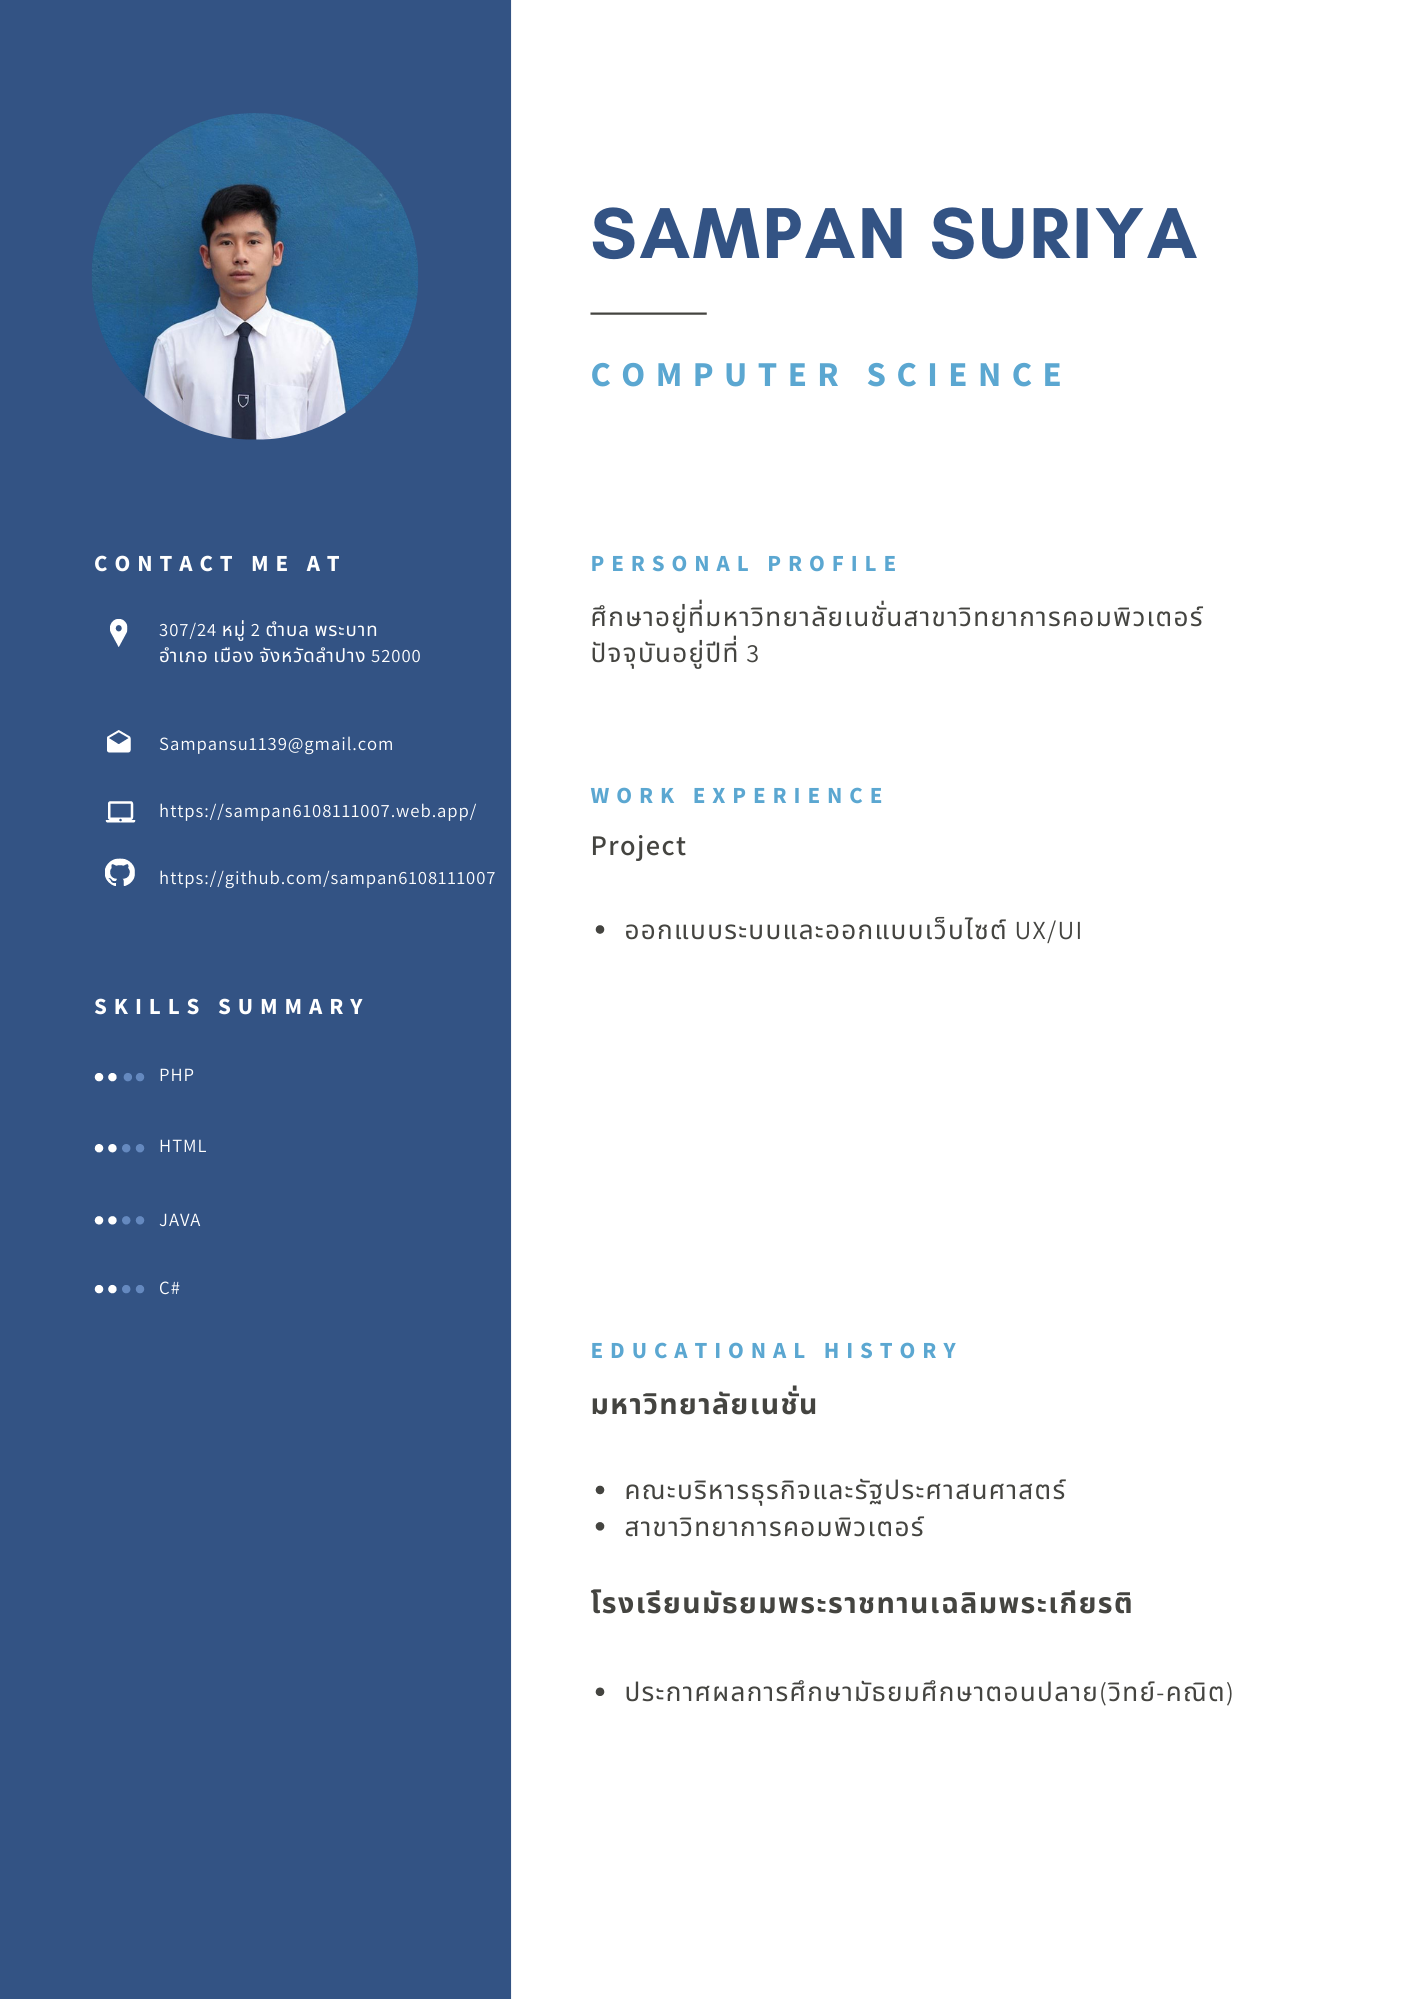 SAMPAN SURIYA
COMPUTER SCIENCE
CONTACT ME AT
307/24 หมู่ 2 ตำบล พระบาท
อำเภอ เมือง จังหวัดลำปาง 52000
Sampansu1139@gmail.com
https://sampan6108111007.web.app/
https://github.com/sampan6108111007
SKILLS SUMMARY
PHP
HTML
JAVA
C#
PERSONAL PROFILE
ศึกษาอยู่ที่มหาวิทยาลัยเนชั่นสาขาวิทยาการคอมพิวเตอร์
ปัจจุบันอยู่ปีที่ 3
WORK EXPERIENCE
Project
• ออกแบบระบบและออกแบบเว็บไซต์ UX/UI
EDUCATIONAL HISTORY
มหาวิทยาลัยเนชั่น
• คณะบริหารธุรกิจและรัฐประศาสนศาสตร์
• สาขาวิทยาการคอมพิวเตอร์
โรงเรียนมัธยมพระราชทานเฉลิมพระเกียรติ
• ประกาศผลการศึกษามัธยมศึกษาตอนปลาย(วิทย์-คณิต)